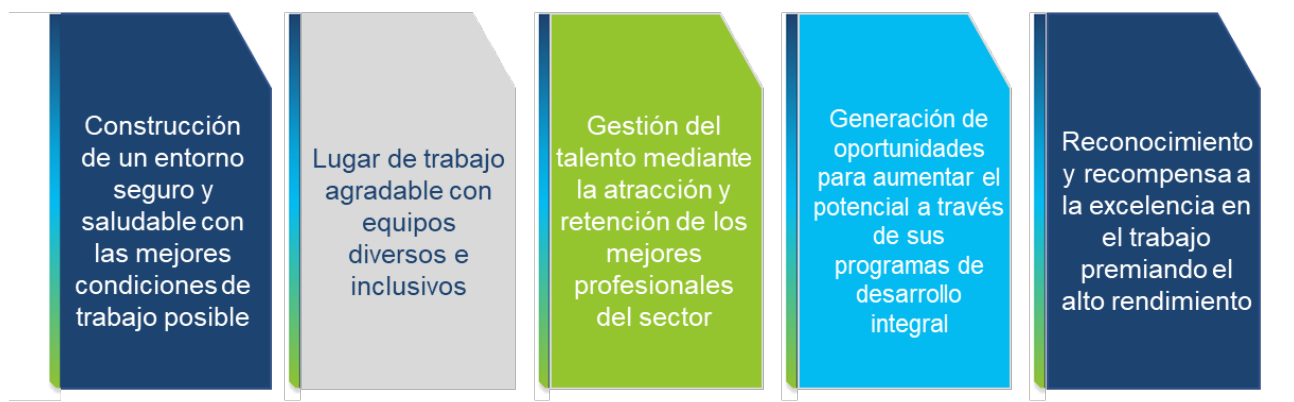 Construcción
de un entorno
seguro y
saludable con
las mejores
condiciones de
trabajo posible
Lugar de trabajo
agradable con
equipos
diversos e
inclusivos
Gestión del
talento mediante
la atracción y
retención de los
mejores
profesionales
del sector
Generación de
oportunidades
para aumentar el
potencial a través
de sus
programas de
desarrollo
integral
Reconocimiento
y recompensa a
la excelencia en
el trabajo
premiando el
alto rendimiento